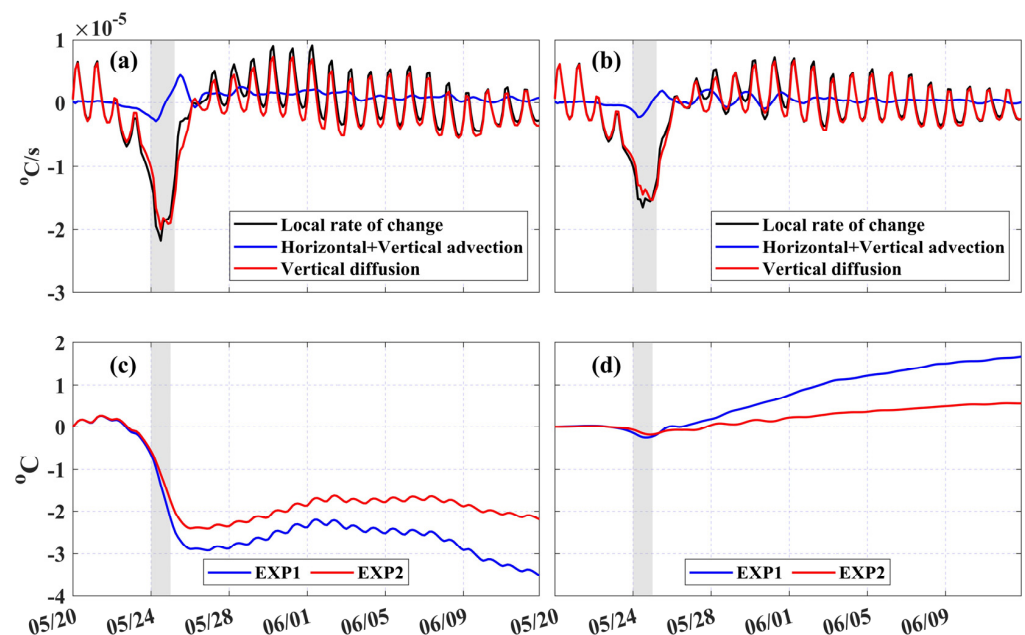 ×10⁻⁵
1
0
-1
-2
-3
°C/s
(a)
Local rate of change
Horizontal+Vertical advection
Vertical diffusion
(b)
Local rate of change
Horizontal+Vertical advection
Vertical diffusion
2
1
0
-1
-2
-3
-4
°C
(c)
EXP1 EXP2
(d)
EXP1 EXP2
05/20 05/24 05/28 06/01 06/05 06/09 05/20 05/24 05/28 06/01 06/05 06/09